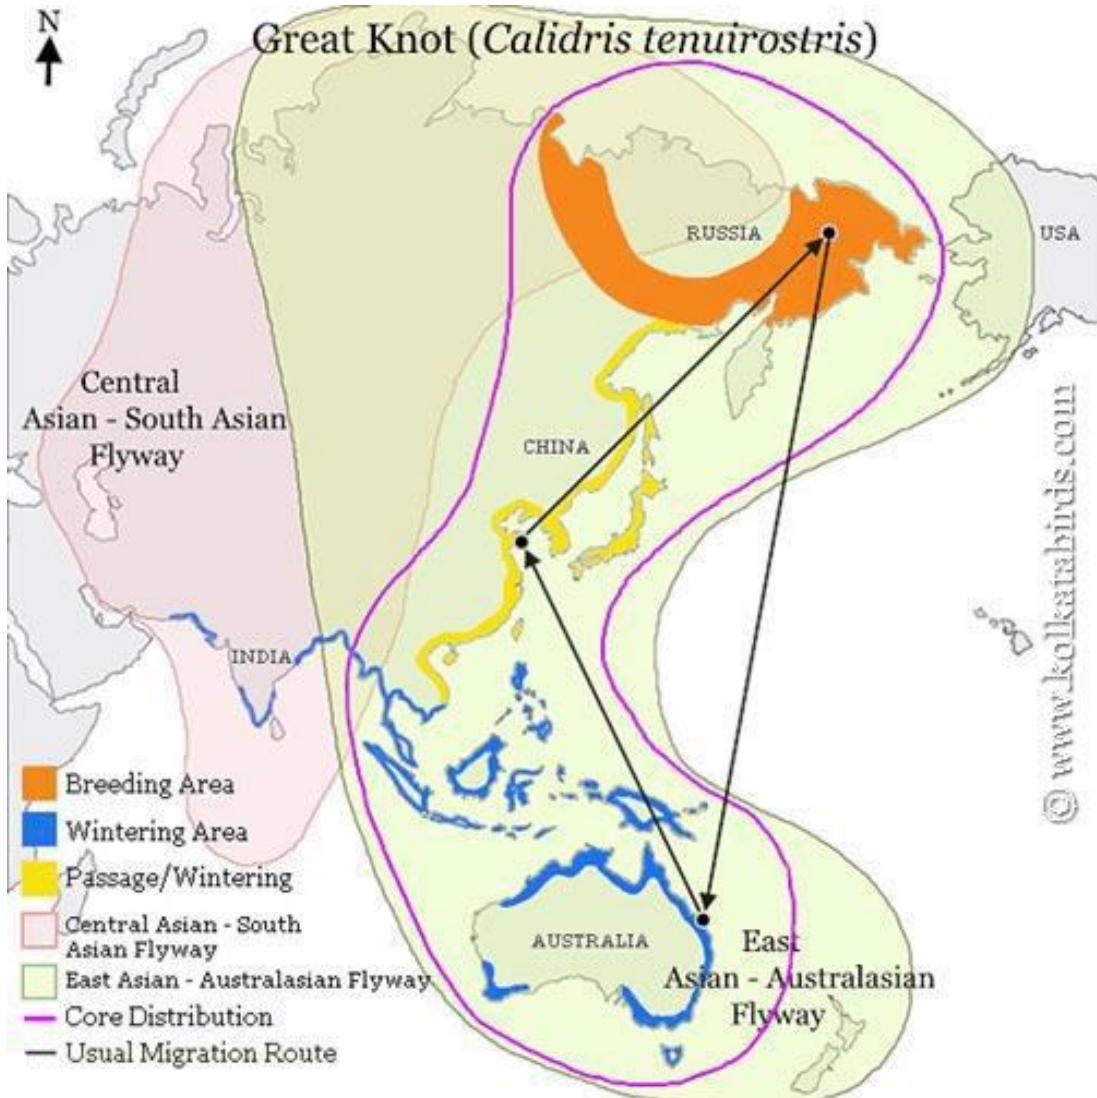 N
Great Knot (Calidris tenuirostris)
RUSSIA
USA
Central
Asian - South Asian
Flyway
CHINA
INDIA
© www.kolkatabirds.com
Breeding Area
Wintering Area
Passage/Wintering
Central Asian - South
Asian Flyway
East Asian - Australasian Flyway
Core Distribution
Usual Migration Route
AUSTRALIA
East
Asian - Australasian
Flyway